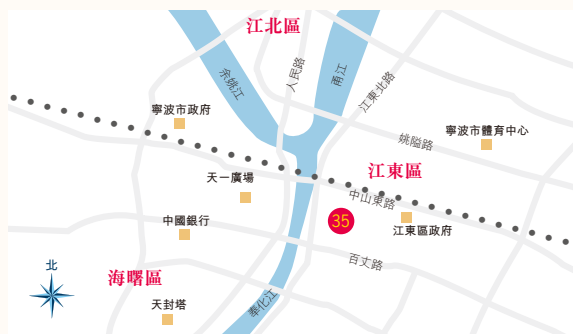 江北區
人民路
余姚江
甬江
江東北路
寧波市政府
姚隘路
寧波市體育中心
江東區
天一廣場
中山東路
中國銀行
35
江東區政府
百丈路
北
海曙區
奉化江
天封塔